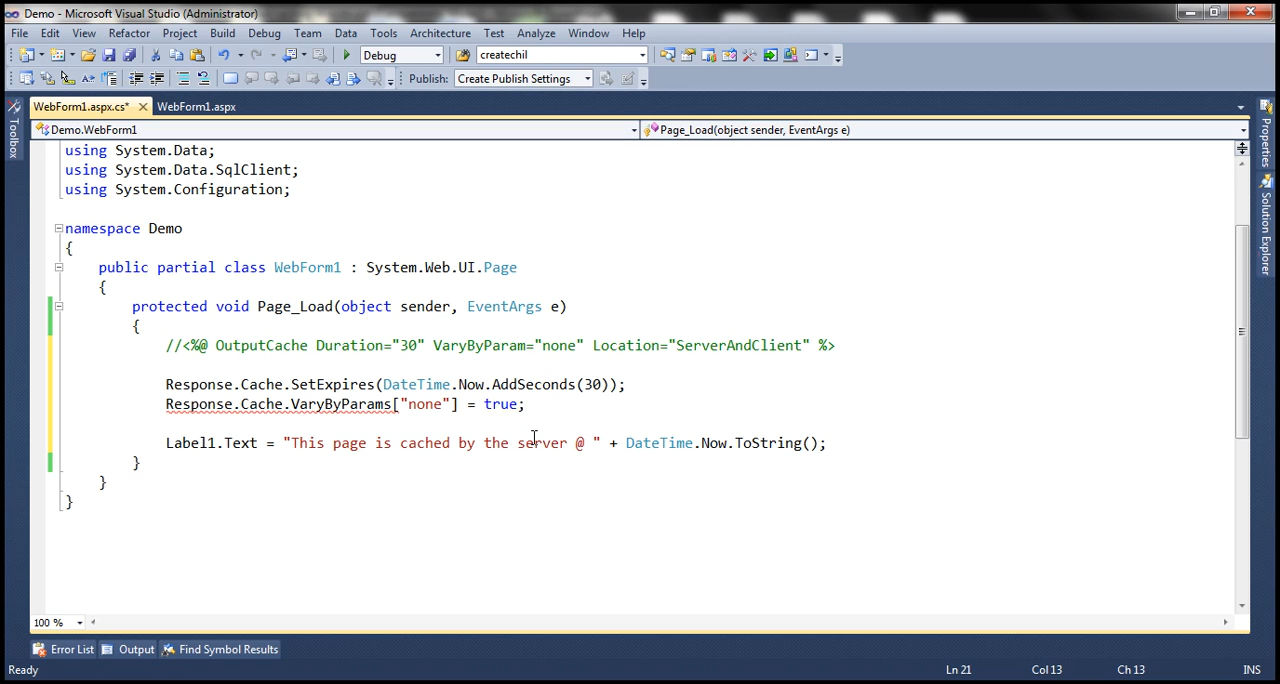 Demo - Microsoft Visual Studio (Administrator)
File Edit View Refactor Project Build Debug Team Data Tools Architecture Test Analyze Window Help
Debug createchil
Publish: Create Publish Settings
WebForm1.aspx.cs* WebForm1.aspx
Demo.WebForm1 Page_Load(object sender, EventArgs e)
Toolbox
Properties
Solution Explorer
using System.Data;
using System.Data.SqlClient;
using System.Configuration;
namespace Demo
{
public partial class WebForm1 : System.Web.UI.Page
{
protected void Page_Load(object sender, EventArgs e)
{
//<%@ OutputCache Duration="30" VaryByParam="none" Location="ServerAndClient" %>
Response.Cache.SetExpires(DateTime.Now.AddSeconds(30));
Response.Cache.VaryByParams["none"] = true;
Label1.Text = "This page is cached by the server @ " + DateTime.Now.ToString();
}
}
}
100 %
Error List Output Find Symbol Results
Ready Ln 21 Col 13 Ch 13 INS